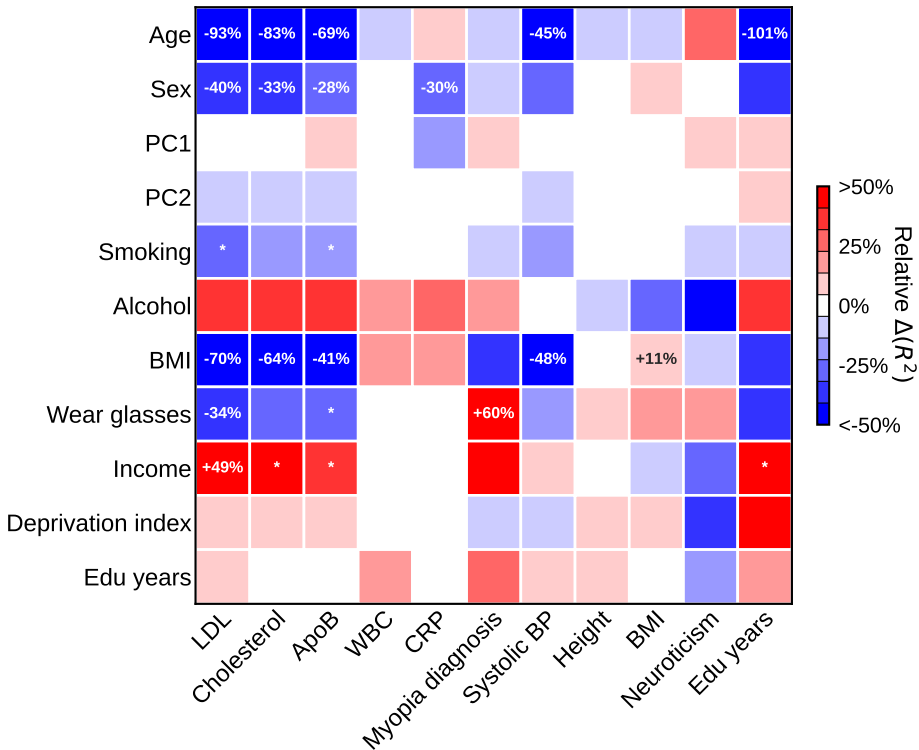 Age -93% -83% -69% -45% -101%
Sex -40% -33% -28% -30%
PC1
PC2
Smoking * *
Alcohol
BMI -70% -64% -41% -48% +11%
Wear glasses -34% * +60%
Income +49% * * *
Deprivation index
Edu years
LDL
Cholesterol
ApoB
WBC
CRP
Myopia diagnosis
Systolic BP
Height
BMI
Neuroticism
Edu years
>50%
25%
0%
-25%
<-50%
Relative Δ(R²)